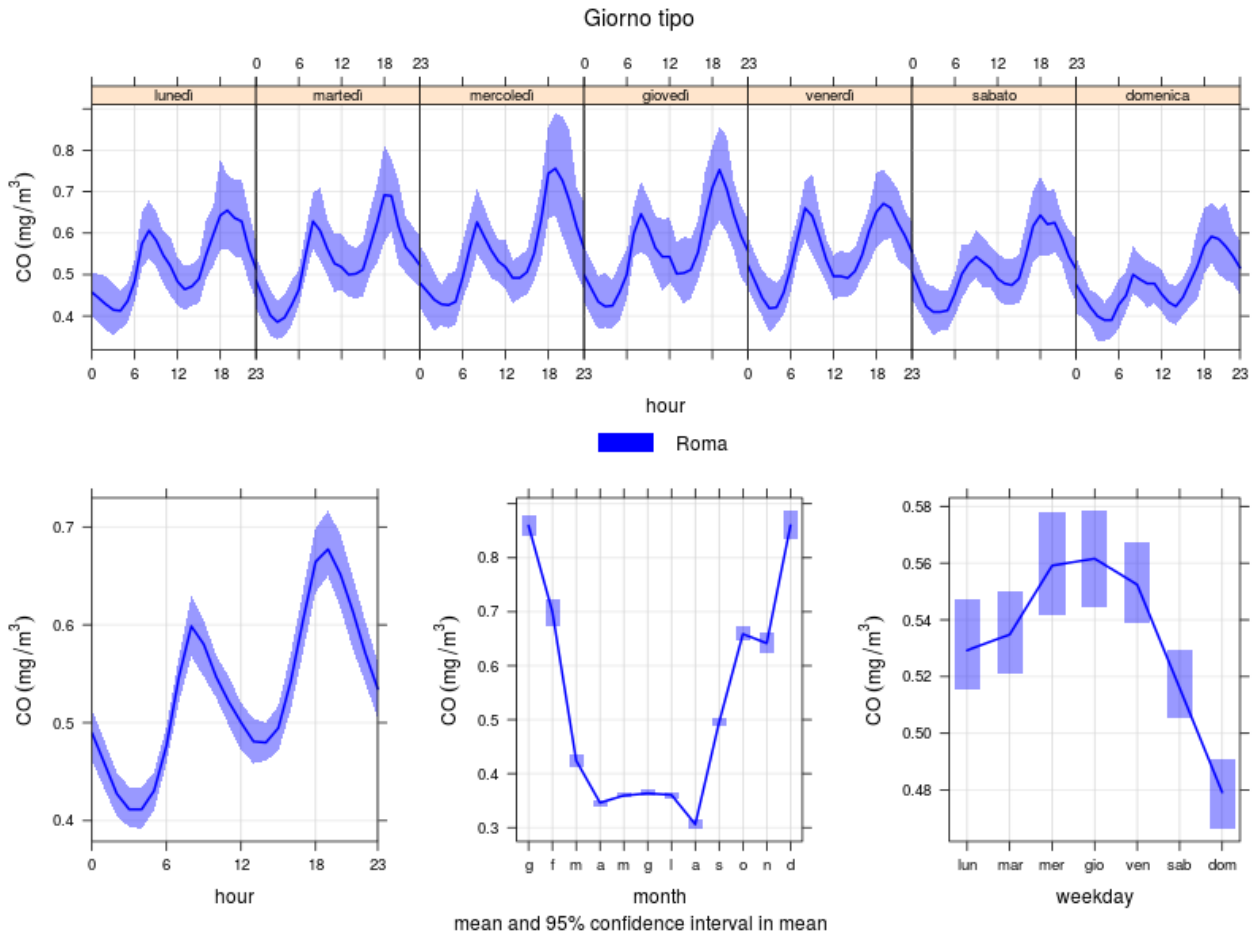 Giorno tipo
0 6 12 18 23 0 6 12 18 23 0 6 12 18 23
lunedì martedì mercoledì giovedì venerdì sabato domenica
CO (mg/m³)
0.8
0.7
0.6
0.5
0.4
0 6 12 18 23 0 6 12 18 23 0 6 12 18 23 0 6 12 18 23
hour
Roma
CO (mg/m³)
0.7
0.6
0.5
0.4
0 6 12 18 23
hour
CO (mg/m³)
0.8
0.7
0.6
0.5
0.4
0.3
g f m a m g l a s o n d
month
CO (mg/m³)
0.58
0.56
0.54
0.52
0.50
0.48
lun mar mer gio ven sab dom
weekday
mean and 95% confidence interval in mean